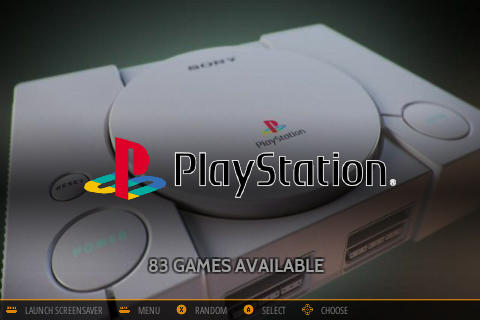 SONY
PlayStation
PlayStation®
RESET
POWER
83 GAMES AVAILABLE
LAUNCH SCREENSAVER MENU X RANDOM A SELECT CHOOSE